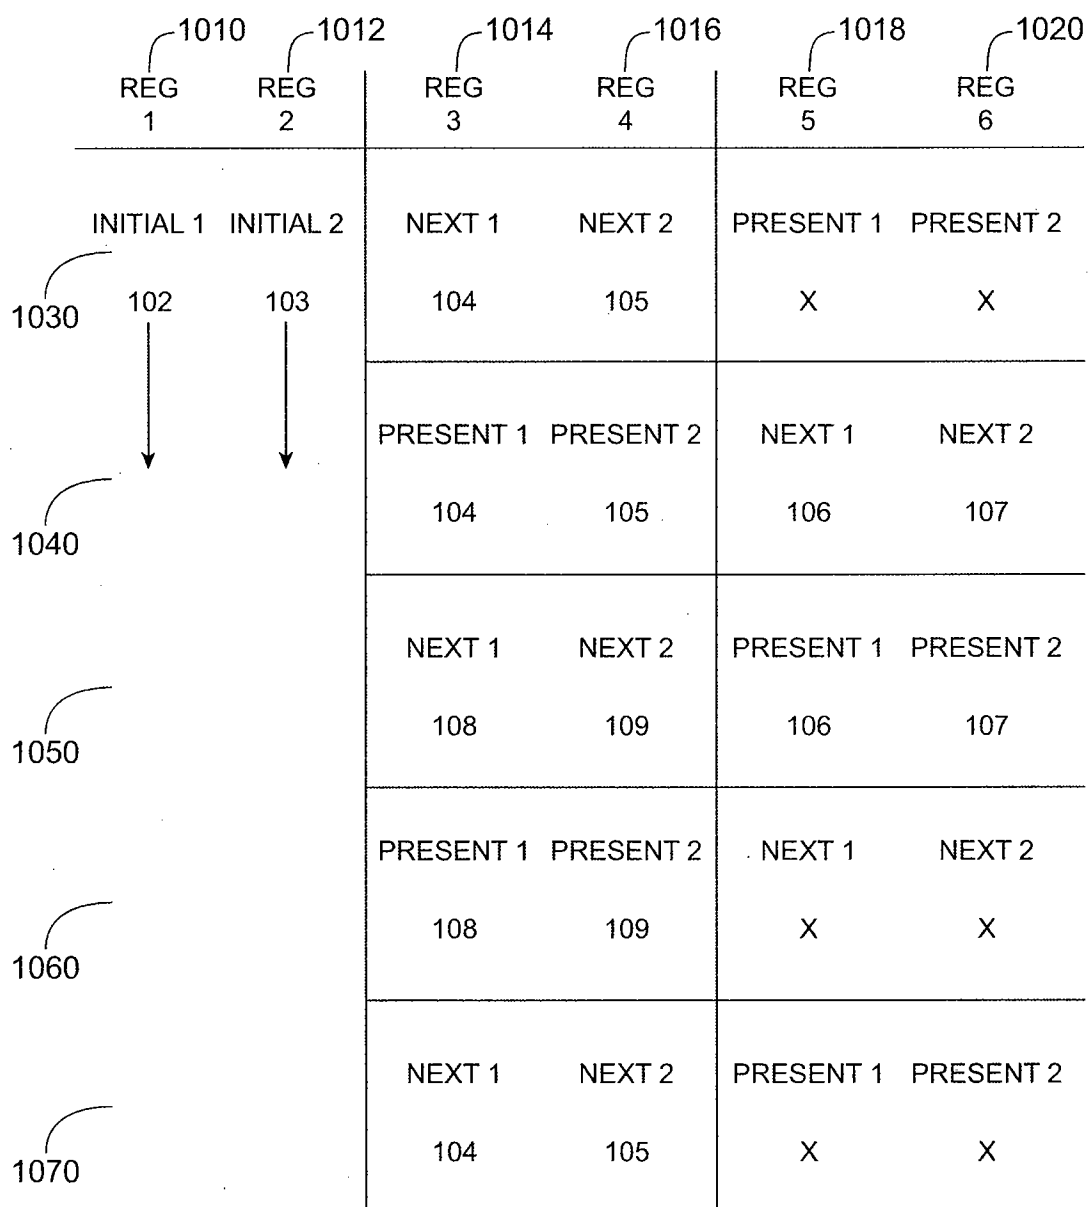 1010 1012 1014 1016 1018 1020
REG REG REG REG REG REG
1 2 3 4 5 6
INITIAL 1 INITIAL 2 NEXT 1 NEXT 2 PRESENT 1 PRESENT 2
1030 102 103 104 105 X X
PRESENT 1 PRESENT 2 NEXT 1 NEXT 2
1040 104 105 106 107
NEXT 1 NEXT 2 PRESENT 1 PRESENT 2
1050 108 109 106 107
PRESENT 1 PRESENT 2 NEXT 1 NEXT 2
1060 108 109 X X
NEXT 1 NEXT 2 PRESENT 1 PRESENT 2
1070 104 105 X X